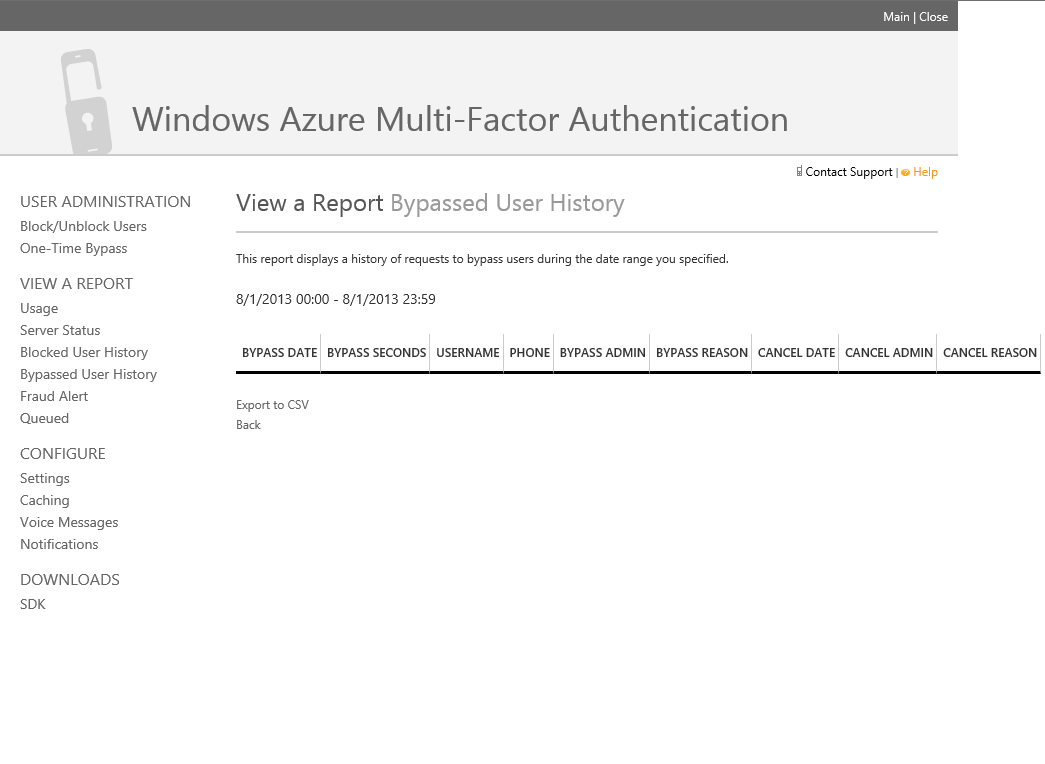 Main | Close
Windows Azure Multi-Factor Authentication
Contact Support | Help
USER ADMINISTRATION
Block/Unblock Users
One-Time Bypass
VIEW A REPORT
Usage
Server Status
Blocked User History
Bypassed User History
Fraud Alert
Queued
CONFIGURE
Settings
Caching
Voice Messages
Notifications
DOWNLOADS
SDK
View a Report Bypassed User History
This report displays a history of requests to bypass users during the date range you specified.
8/1/2013 00:00 - 8/1/2013 23:59
BYPASS DATE BYPASS SECONDS USERNAME PHONE BYPASS ADMIN BYPASS REASON CANCEL DATE CANCEL ADMIN CANCEL REASON
Export to CSV
Back